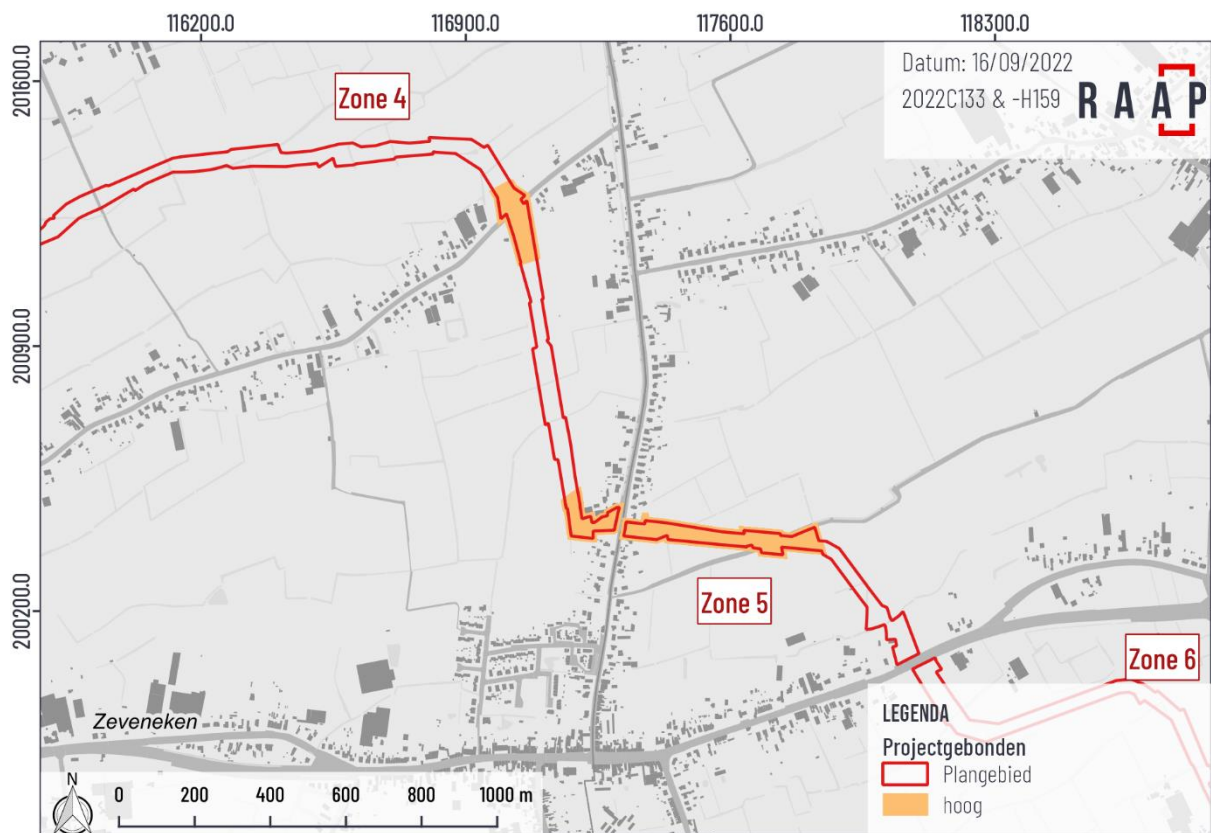 116200.0 116900.0 117600.0 118300.0
201600.0
200900.0
200200.0
Datum: 16/09/2022
2022C133 & -H159
RAAP
Zone 4
Zone 5
Zone 6
Zeveneken
LEGENDA
Projectgebonden
Plangebied
hoog
N
0 200 400 600 800 1000 m